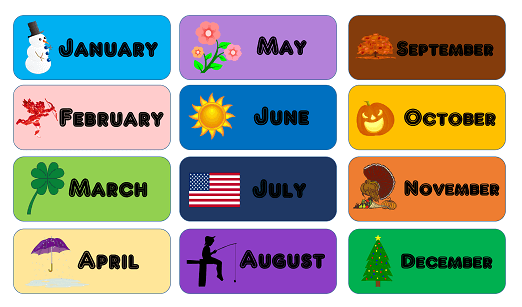 January
February
March
April
May
June
July
August
September
October
November
December